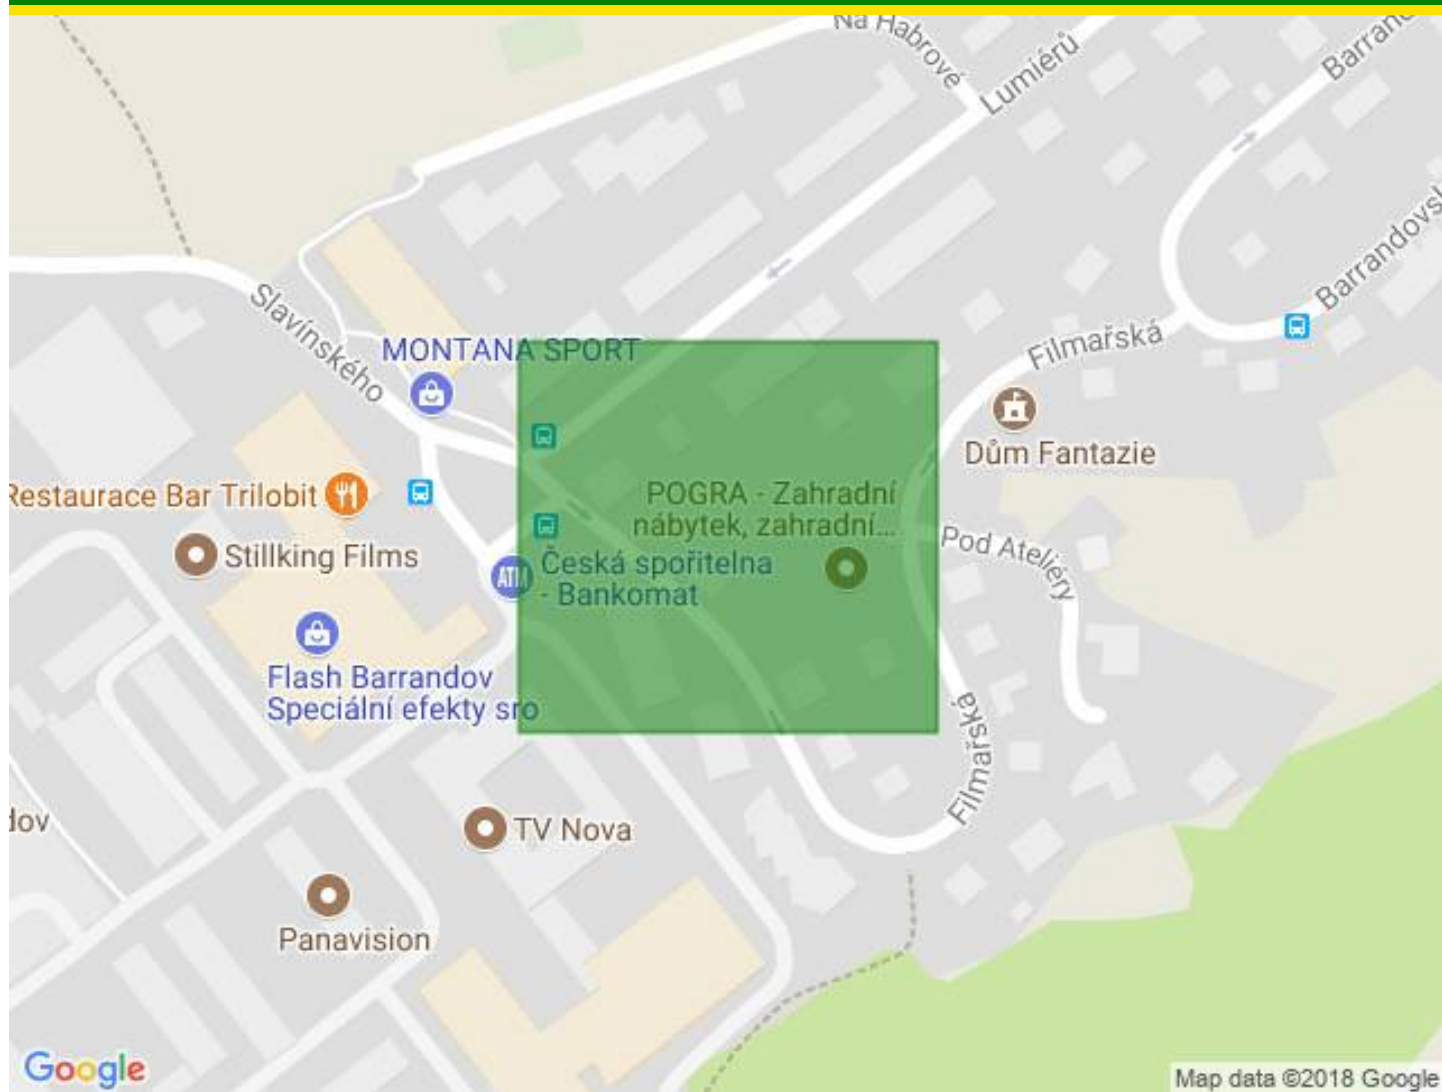 Na Habrové
Lumiérů
Barrandovsk
Slavínského
MONTANA SPORT
Filmařská
Dům Fantazie
Restaurace Bar Trilobit
POGRA - Zahradní
nábytek, zahradní...
Stillking Films
ATM
Česká spořitelna
- Bankomat
Pod Ateliéry
Flash Barrandov
Speciální efekty sro
Filmařská
TV Nova
Panavision
Google
Map data ©2018 Google